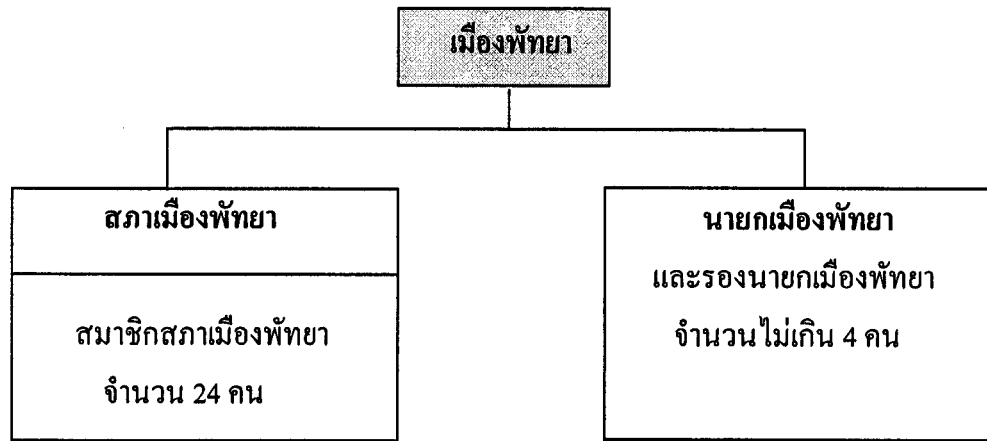 เมืองพัทยา
สภาเมืองพัทยา
สมาชิกสภาเมืองพัทยา
จำนวน 24 คน
นายกเมืองพัทยา
และรองนายกเมืองพัทยา
จำนวนไม่เกิน 4 คน